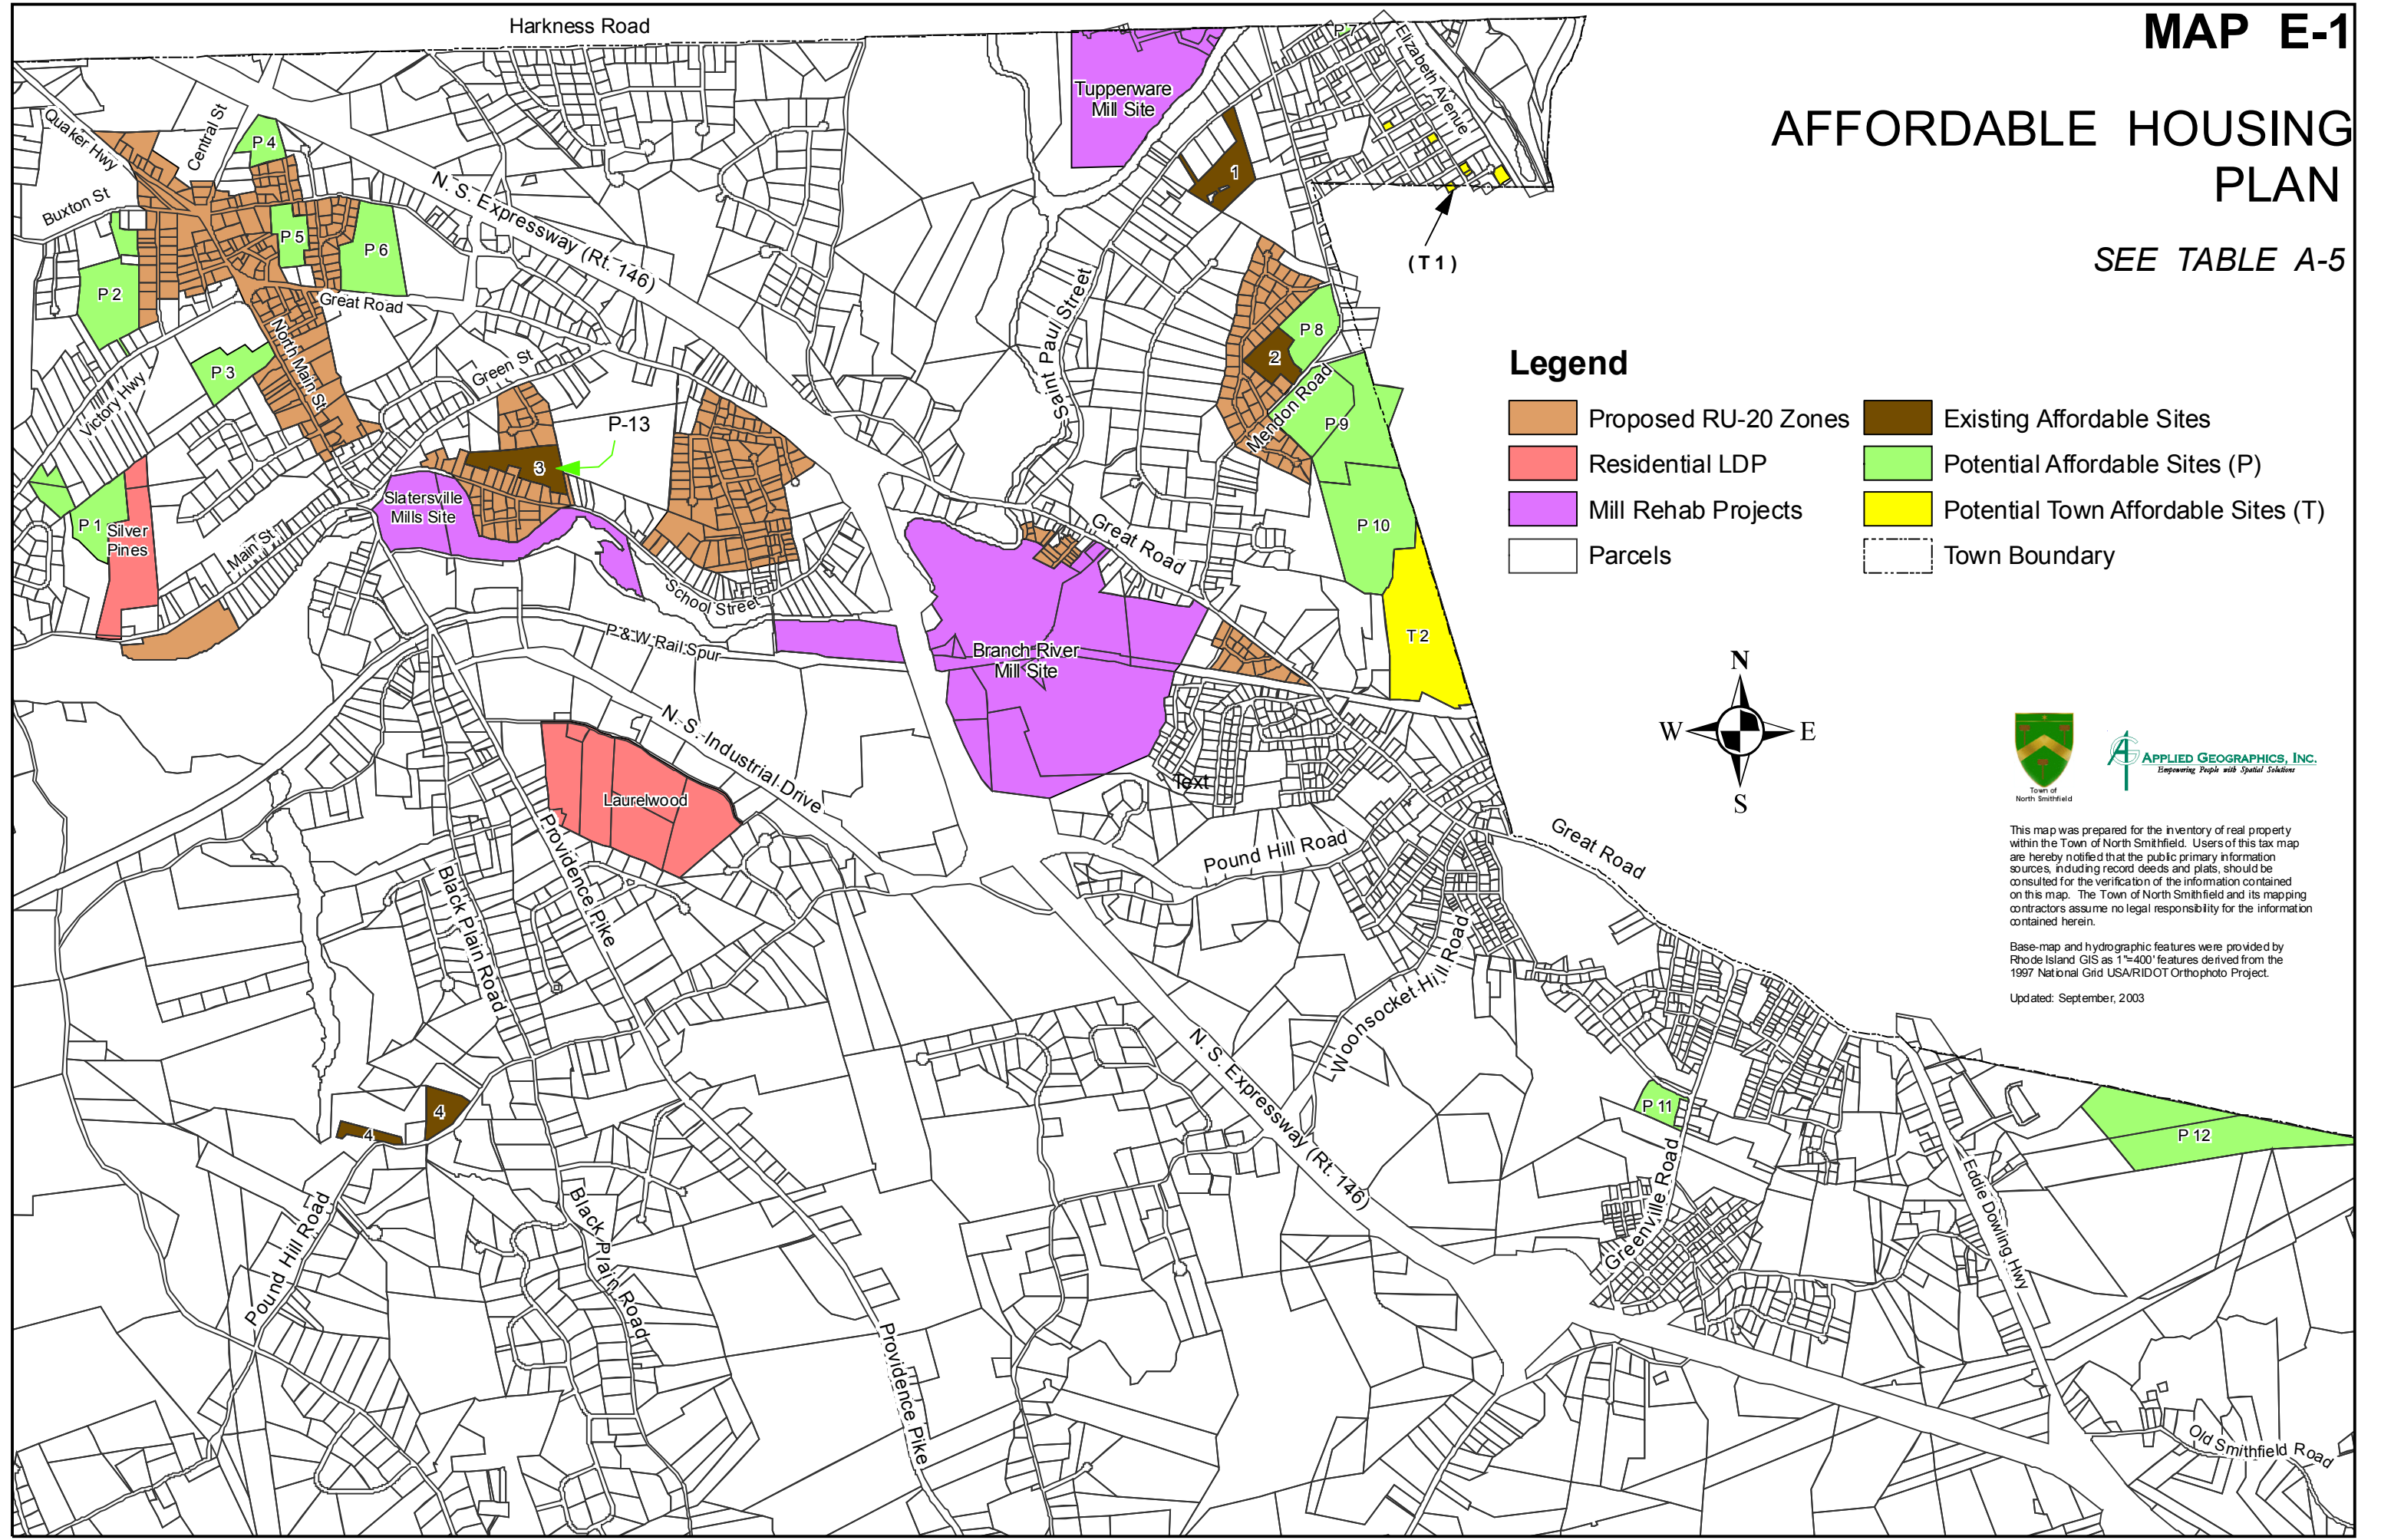 MAP E-1
AFFORDABLE HOUSING
PLAN
SEE TABLE A-5
Harkness Road
Quaker Hwy
Central St
Buxton St
P 4
P 5
P 6
P 2
P 3
Great Road
North Main St
Victory Hwy
Green St
N. S. Expressway (Rt. 146)
Tupperware
Mill Site
P 7
Elizabeth Avenue
1
(T 1)
Saint Paul Street
P 8
2
Mendon Road
P 9
P 10
T 2
P-13
3
Slatersville
Mills Site
P 1
Silver
Pines
Main St
School Street
P & W Rail Spur
Great Road
Branch River
Mill Site
Text
N. S. Industrial Drive
Laurelwood
Providence Pike
Black Plain Road
Pound Hill Road
Great Road
Woonsocket Hill Road
N. S. Expressway (Rt. 146)
4
4
Pound Hill Road
Black Plain Road
Providence Pike
P 11
Greenville Road
P 12
Eddie Dowling Hwy
Old Smithfield Road
Legend
Proposed RU-20 Zones
Residential LDP
Mill Rehab Projects
Parcels
Existing Affordable Sites
Potential Affordable Sites (P)
Potential Town Affordable Sites (T)
Town Boundary
N
W
E
S
Town of
North Smithfield
AG
APPLIED GEOGRAPHICS, INC.
Empowering People with Spatial Solutions
This map was prepared for the inventory of real property
within the Town of North Smithfield. Users of this tax map
are hereby notified that the public primary information
sources, including record deeds and plats, should be
consulted for the verification of the information contained
on this map. The Town of North Smithfield and its mapping
contractors assume no legal responsibility for the information
contained herein.
Base-map and hydrographic features were provided by
Rhode Island GIS as 1"=400' features derived from the
1997 National Grid USA/RIDOT Orthophoto Project.
Updated: September, 2003